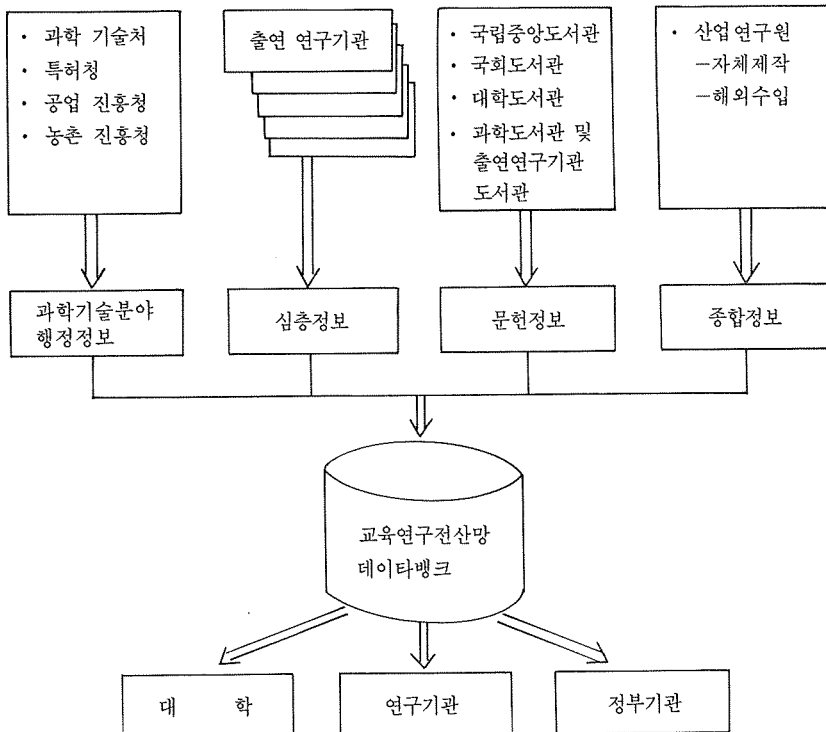 · 과학 기술처
· 특허청
· 공업 진흥청
· 농촌 진흥청
출연 연구기관
· 국립중앙도서관
· 국회도서관
· 대학도서관
· 과학도서관 및
출연연구기관
도서관
· 산업연구원
—자체제작
—해외수입
과학기술분야
행정정보
심층정보
문헌정보
종합정보
교육연구전산망
데이타뱅크
대 학
연구기관
정부기관